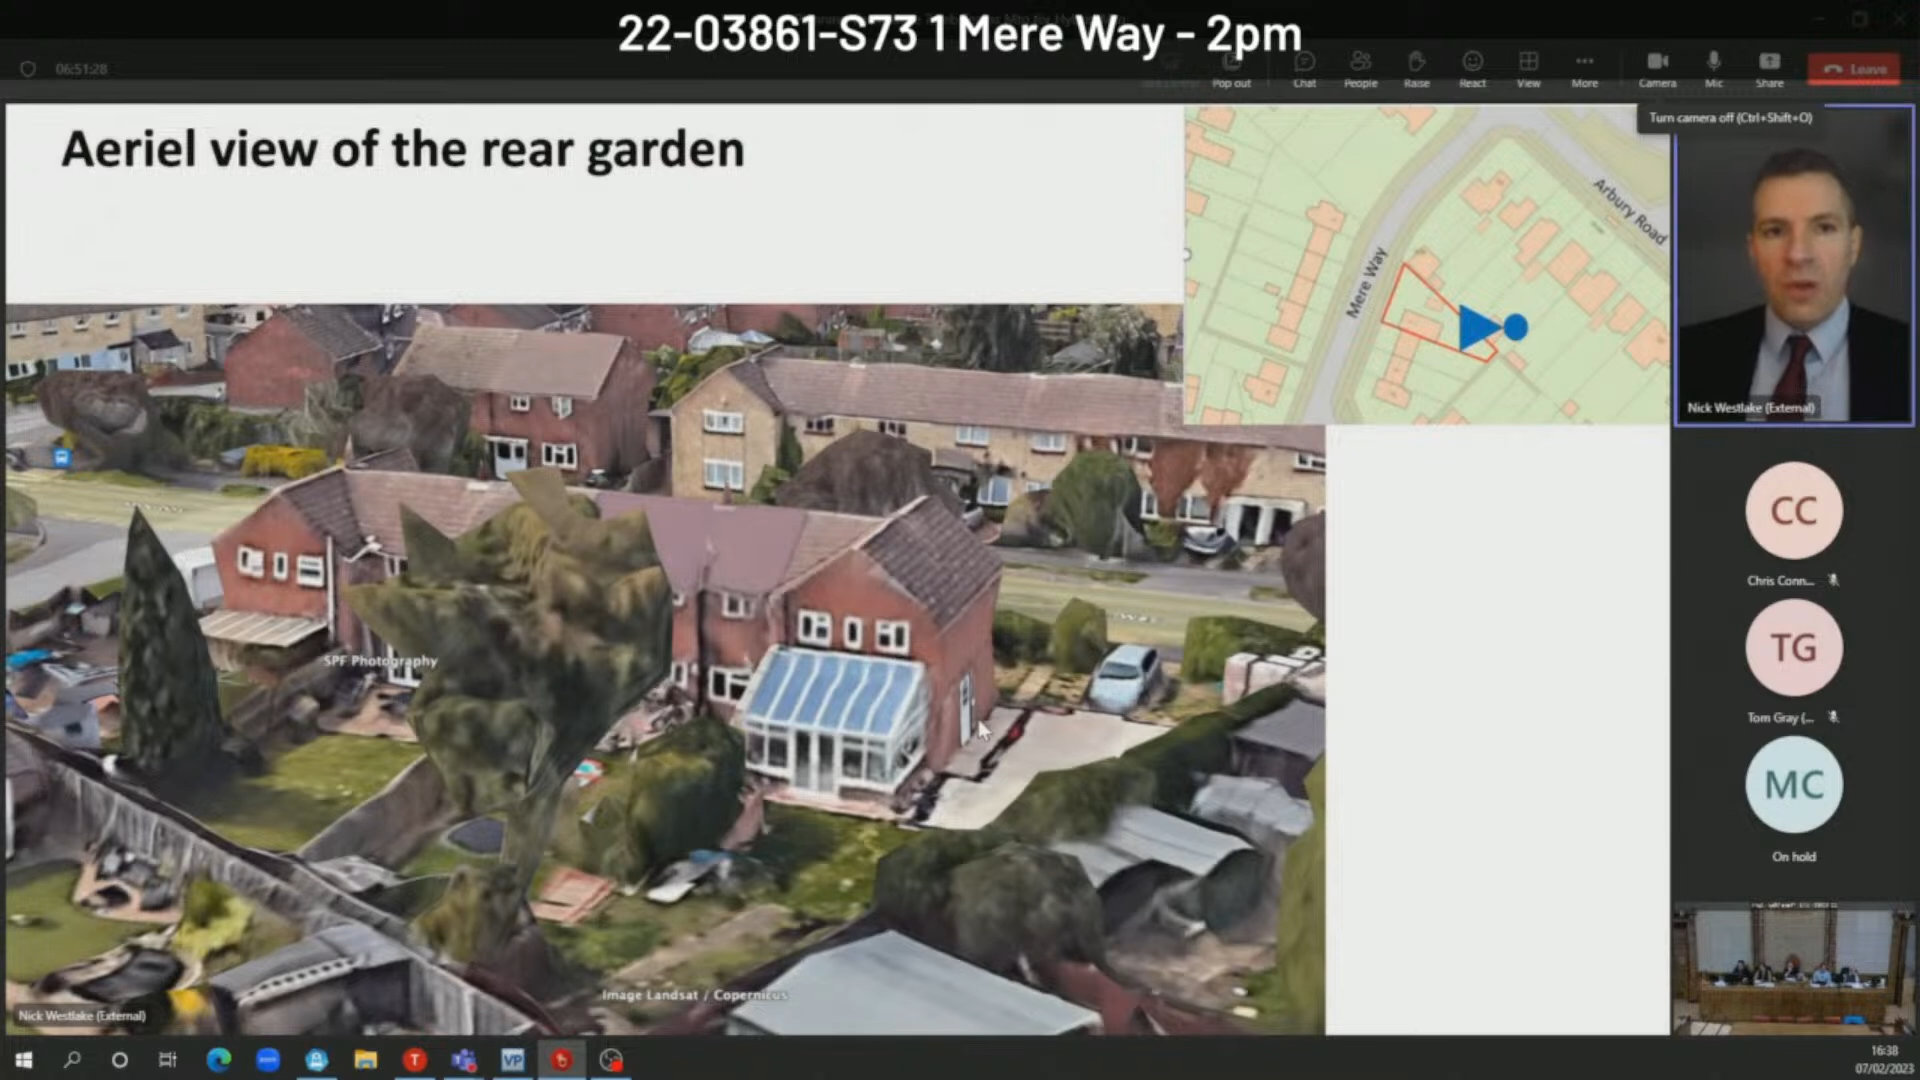 22-03861-S73 1 Mere Way - 2pm
06:51:28
Pop out
Chat
People
Raise
React
View
More
Camera
Mic
Share
Leave
Turn camera off (Ctrl+Shift+O)
Aeriel view of the rear garden
Mere Way
Arbury Road
Nick Westlake (External)
CC
Chris Conn...
TG
Tom Gray (...
MC
On hold
SPF Photography
Image Landsat / Copernicus
Nick Westlake (External)
T
VP
16:38
07/02/2023